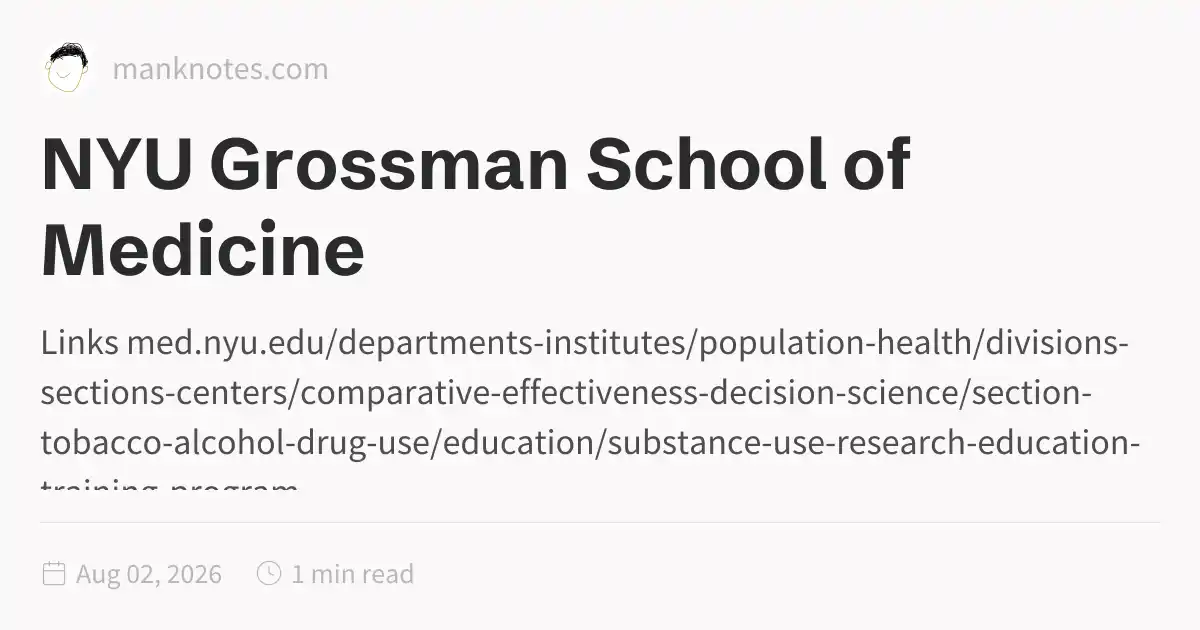 manknotes.com
NYU Grossman School of
Medicine
Links med.nyu.edu/departments-institutes/population-health/divisions-
sections-centers/comparative-effectiveness-decision-science/section-
tobacco-alcohol-drug-use/education/substance-use-research-education-
training-program
Aug 02, 2026
1 min read